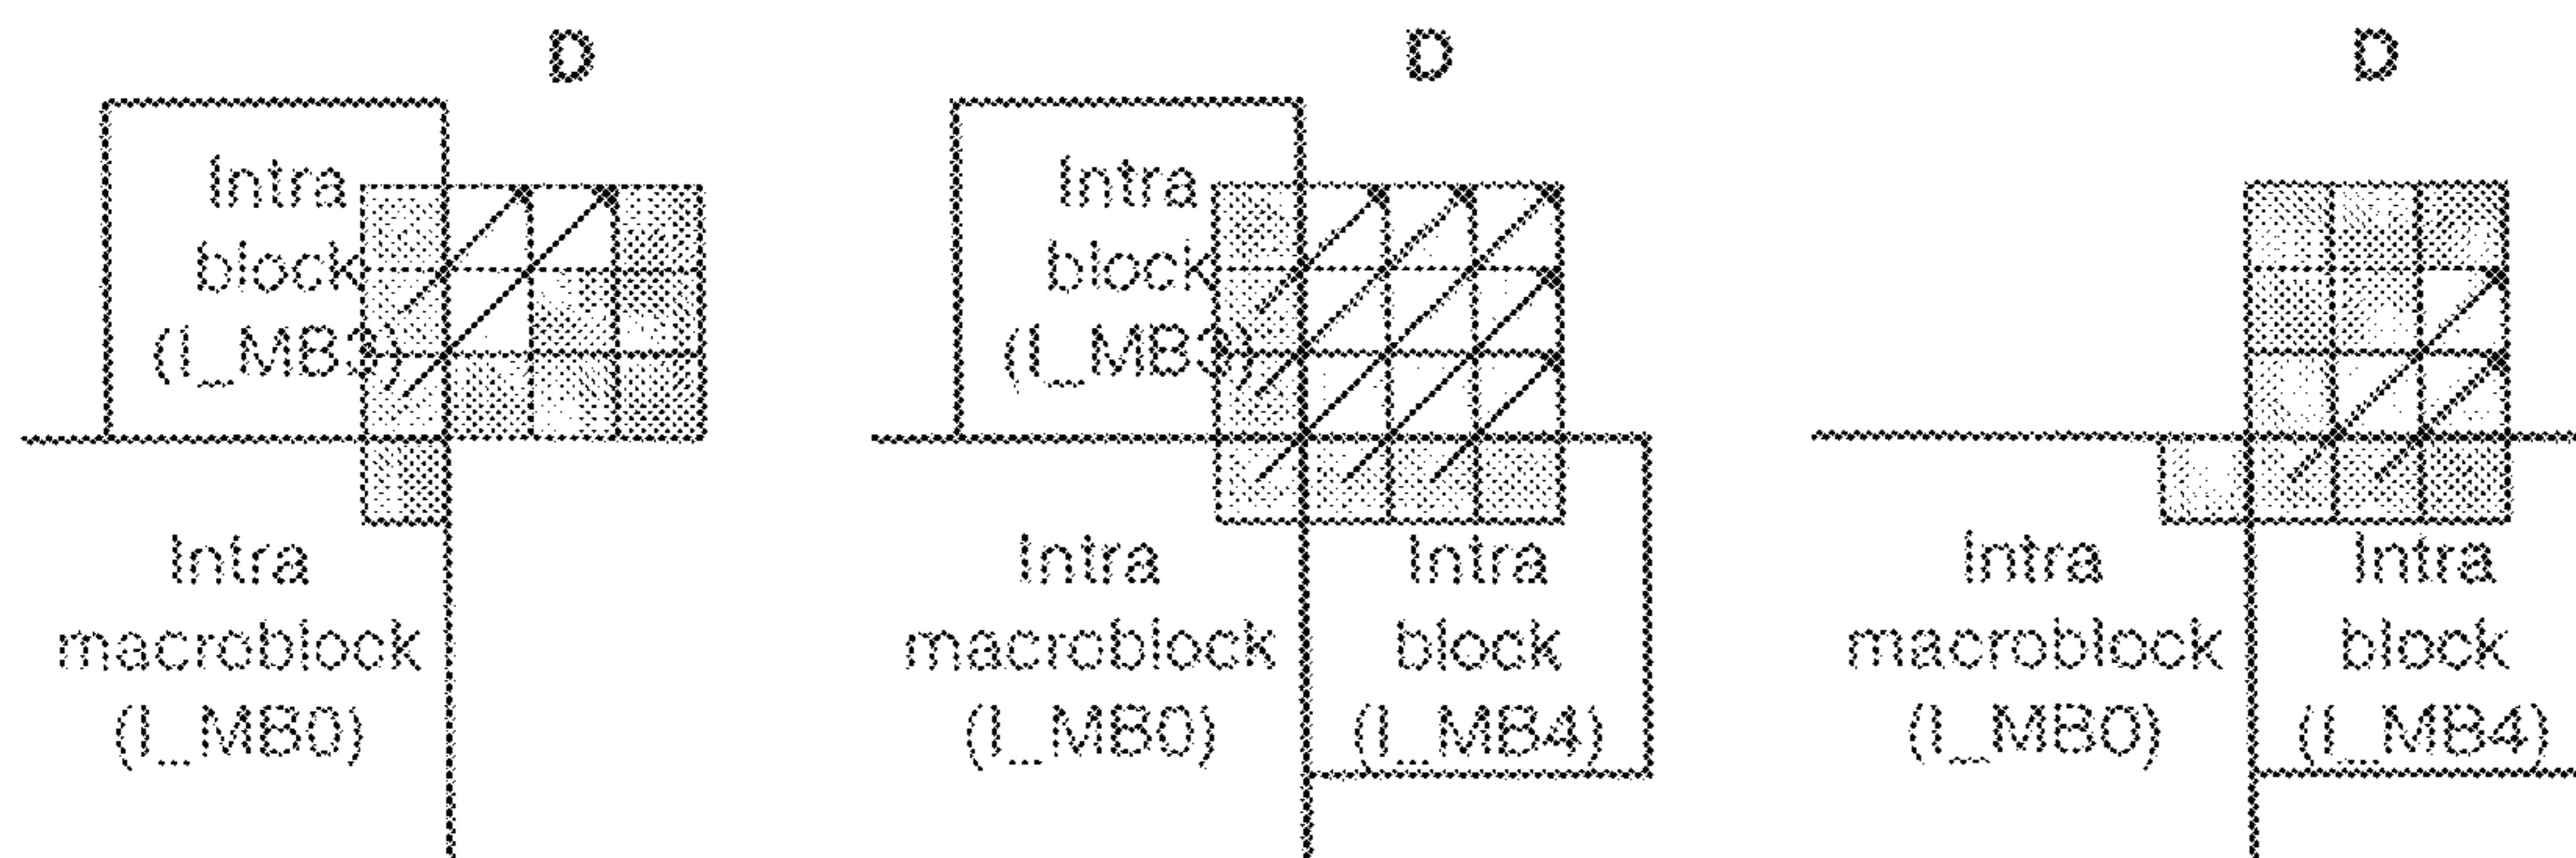 D
Intra
block
(I_MB3)
Intra
macroblock
(I_MB0)
D
Intra
block
(I_MB3)
Intra
macroblock
(I_MB0)
Intra
block
(I_MB4)
D
Intra
macroblock
(I_MB0)
Intra
block
(I_MB4)